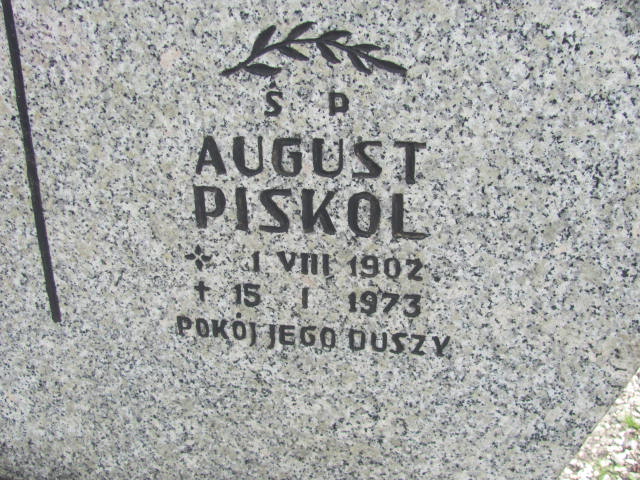 Ś P
AUGUST
PISKOL
1 VIII 1902
✝ 15 I 1973
POKÓJ JEGO DUSZY